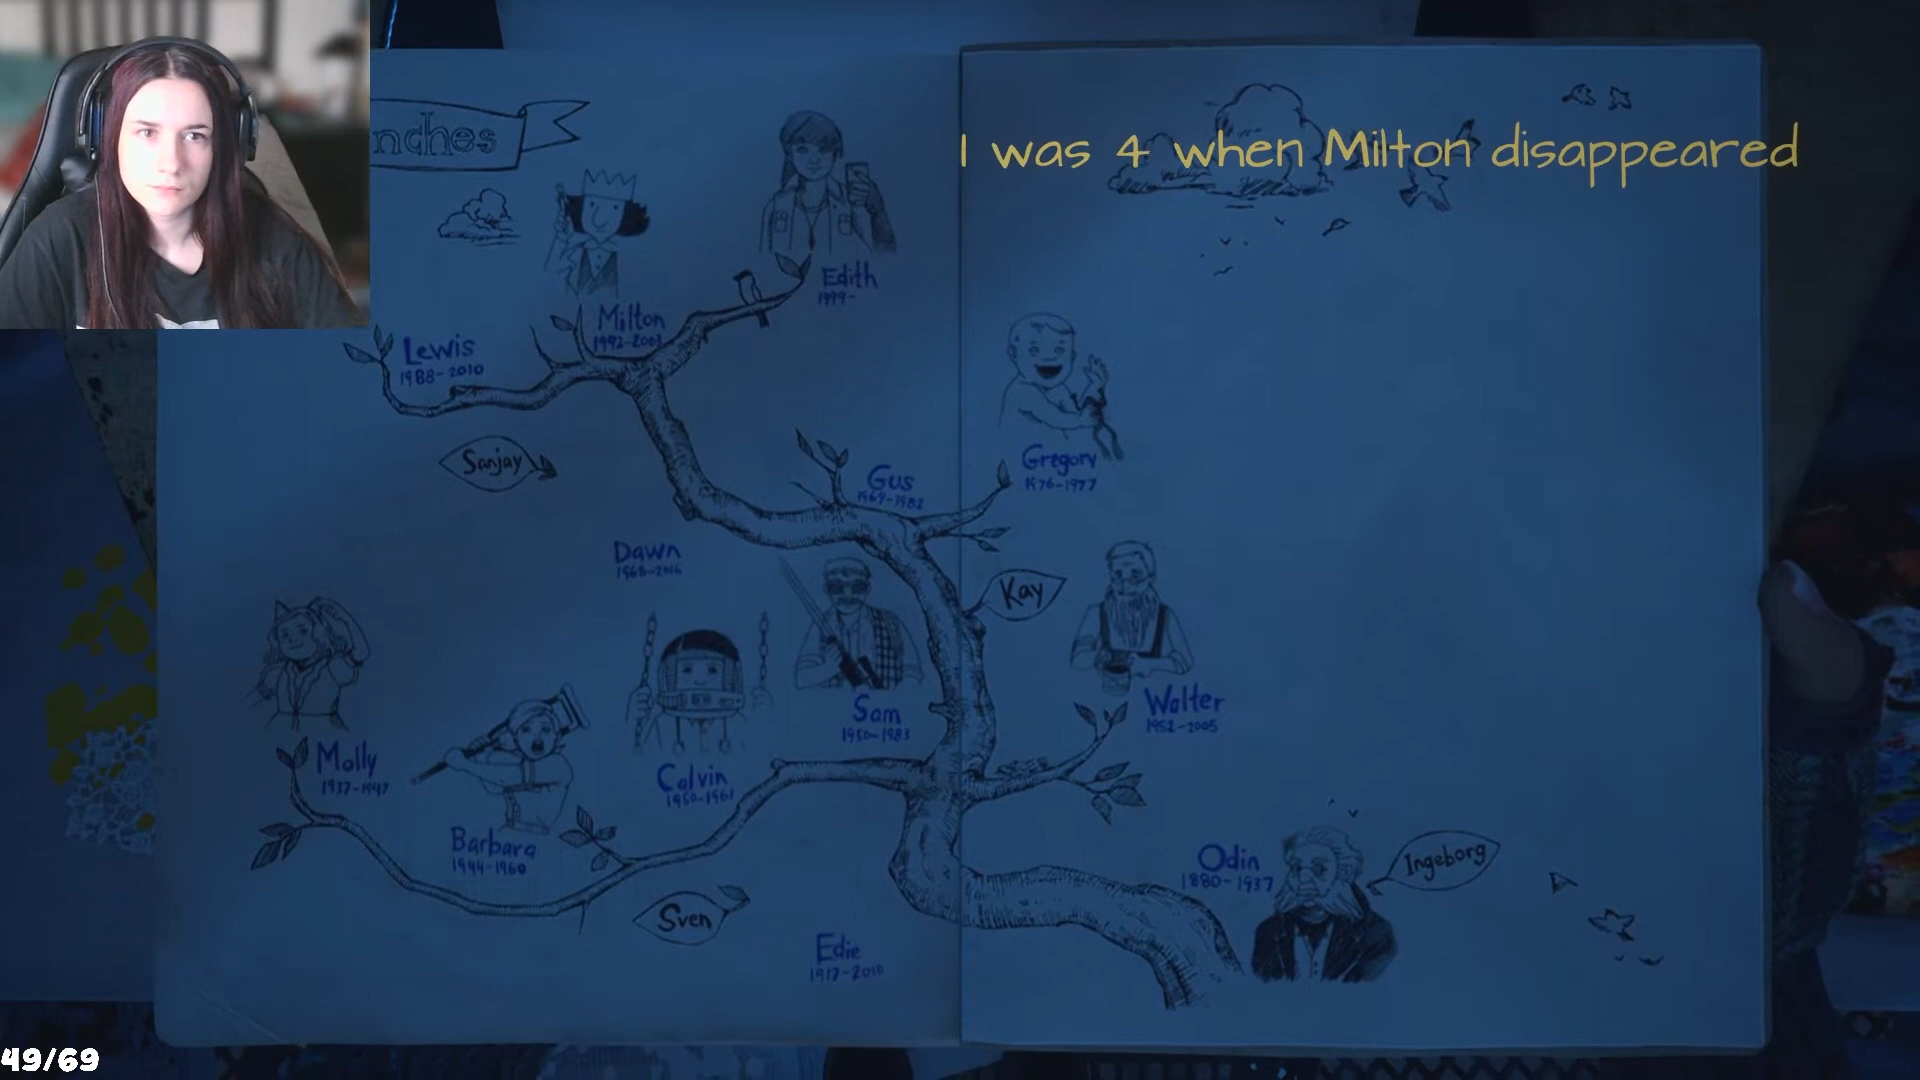 nches
I was 4 when Milton disappeared
Edith
1999-
Milton
1992-2003
Lewis
1988-2010
Sanjay
Gus
1969-1982
Gregory
1976-1977
Dawn
1968-2016
Kay
Sam
1950-1983
Walter
1952-2005
Molly
1937-1947
Calvin
1950-1961
Barbara
1944-1960
Odin
1880-1937
Ingeborg
Sven
Edie
1917-2010
49/69